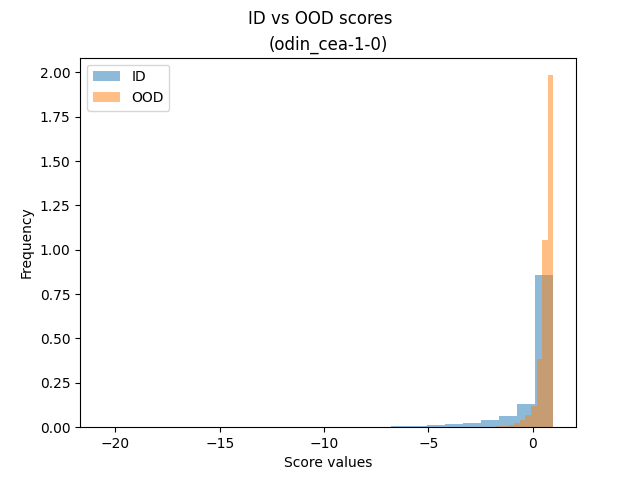 ID vs OOD scores
(odin_cea-1-0)
ID
OOD
2.00
1.75
1.50
1.25
1.00
0.75
0.50
0.25
0.00
Frequency
−20
−15
−10
−5
0
Score values